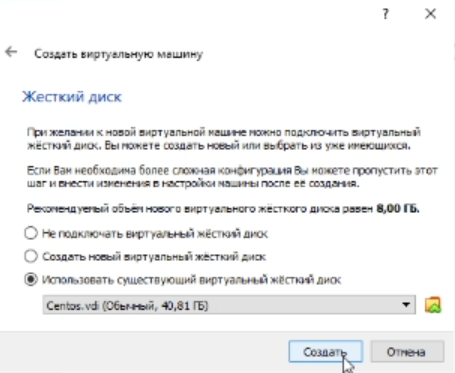 ?
Создать виртуальную машину
Жесткий диск
При желании к новой виртуальной машине можно подключить виртуальный
жёсткий диск. Вы можете создать новый или выбрать из уже имеющихся.
Если Вам необходима более сложная конфигурация Вы можете пропустить этот
шаг и внести изменения в настройки машины после её создания.
Рекомендуемый объём нового виртуального жёсткого диска равен 8,00 ГБ.
Не подключать виртуальный жёсткий диск
Создать новый виртуальный жёсткий диск
Использовать существующий виртуальный жёсткий диск
Centos.vdi (Обычный, 40,81 ГБ)
Создать
Отмена